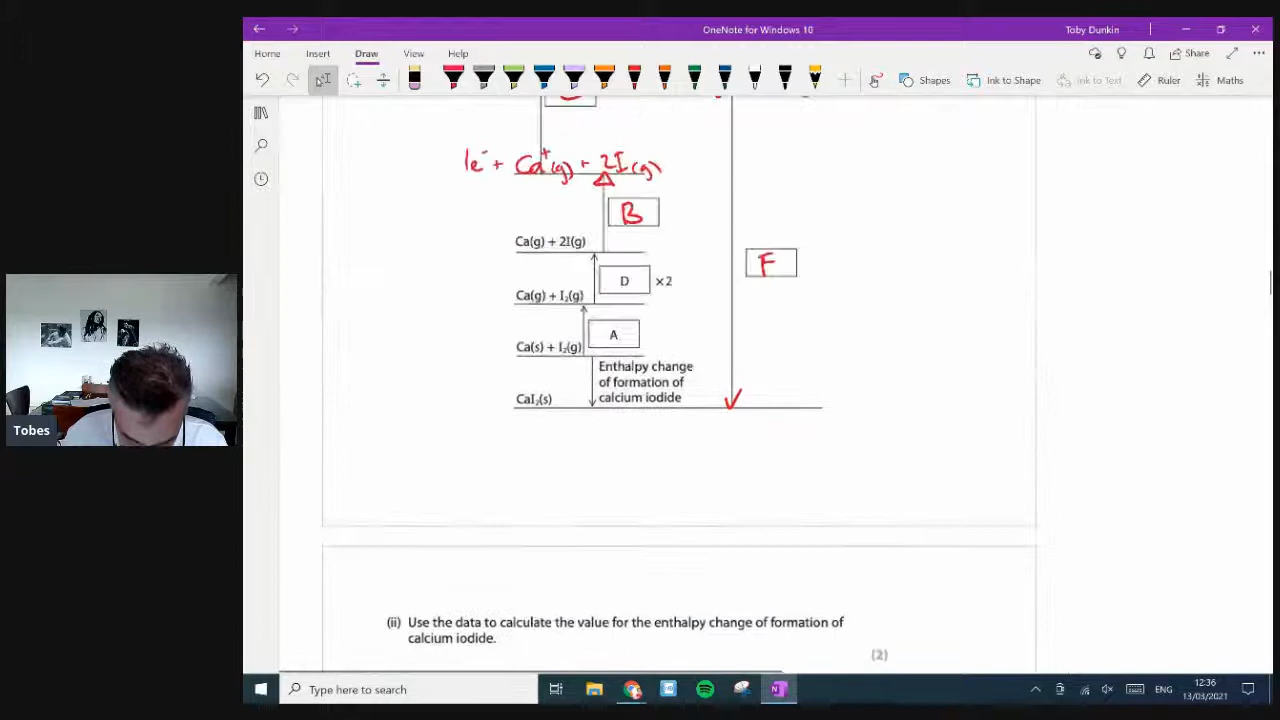 OneNote for Windows 10
Toby Dunkin
Home Insert Draw View Help
Share
Shapes
Ink to Shape
Ink to Text
Ruler
Maths
1e⁻ + Ca⁺(g) + 2I(g)
B
Ca(g) + 2I(g)
D ×2
F
Ca(g) + I₂(g)
A
Ca(s) + I₂(g)
Enthalpy change
of formation of
calcium iodide
CaI₂(s)
Tobes
(ii) Use the data to calculate the value for the enthalpy change of formation of
calcium iodide.
(2)
Type here to search
ENG
12:36
13/03/2021